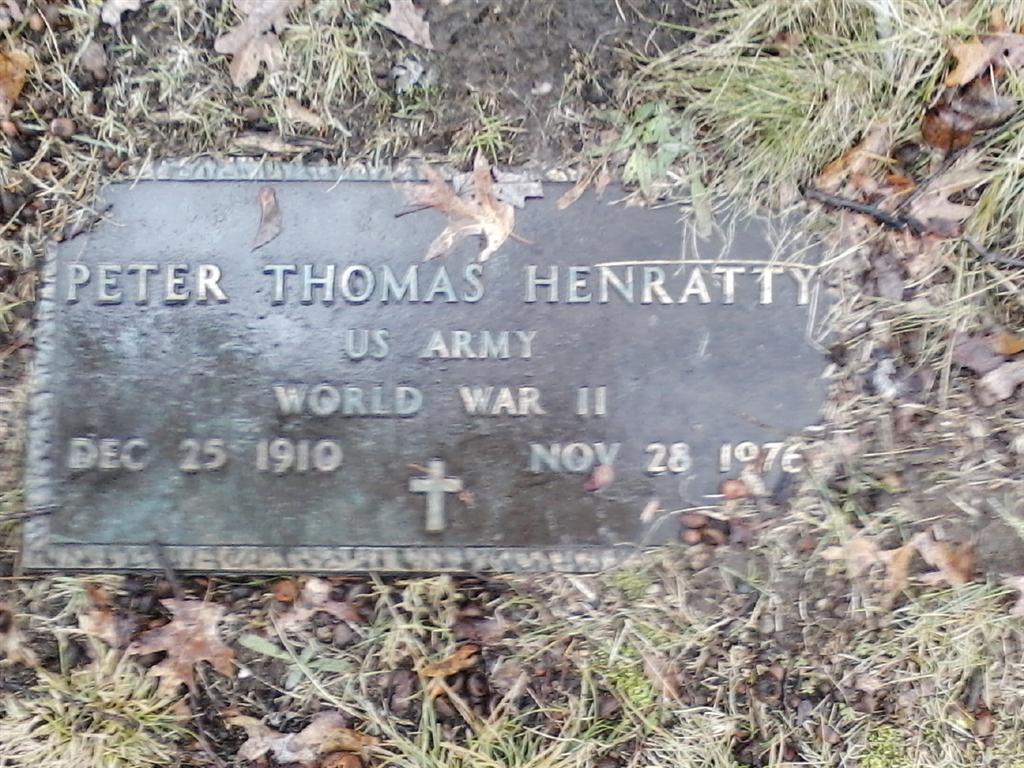 PETER THOMAS HENRATTY
US ARMY
WORLD WAR II
DEC 25 1910 NOV 28 1976